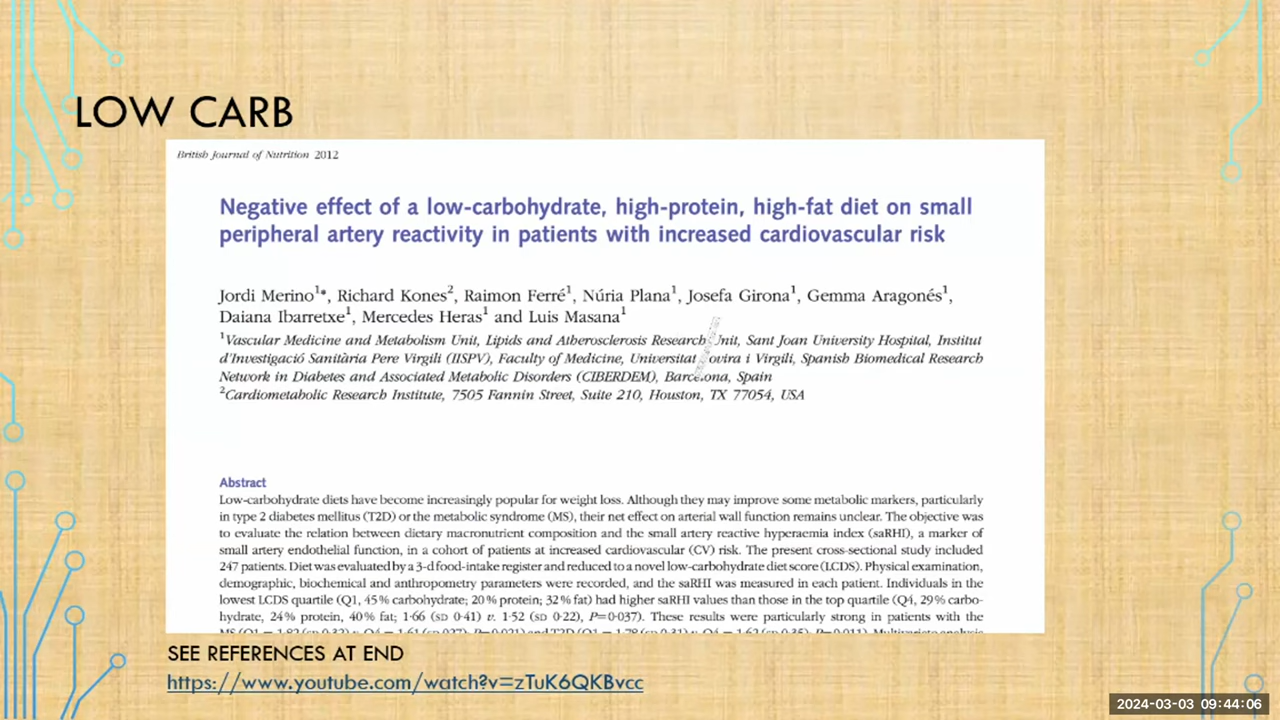 LOW CARB
British Journal of Nutrition 2012
Negative effect of a low-carbohydrate, high-protein, high-fat diet on small
peripheral artery reactivity in patients with increased cardiovascular risk
Jordi Merino¹*, Richard Kones², Raimon Ferré¹, Núria Plana¹, Josefa Girona¹, Gemma Aragonés¹,
Daiana Ibarretxe¹, Mercedes Heras¹ and Luis Masana¹
¹Vascular Medicine and Metabolism Unit, Lipids and Atherosclerosis Research Unit, Sant Joan University Hospital, Institut
d'Investigació Sanitària Pere Virgili (IISPV), Faculty of Medicine, Universitat ovira i Virgili, Spanish Biomedical Research
Network in Diabetes and Associated Metabolic Disorders (CIBERDEM), Barcelona, Spain
²Cardiometabolic Research Institute, 7505 Fannin Street, Suite 210, Houston, TX 77054, USA
Abstract
Low-carbohydrate diets have become increasingly popular for weight loss. Although they may improve some metabolic markers, particularly
in type 2 diabetes mellitus (T2D) or the metabolic syndrome (MS), their net effect on arterial wall function remains unclear. The objective was
to evaluate the relation between dietary macronutrient composition and the small artery reactive hyperaemia index (saRHI), a marker of
small artery endothelial function, in a cohort of patients at increased cardiovascular (CV) risk. The present cross-sectional study included
247 patients. Diet was evaluated by a 3-d food-intake register and reduced to a novel low-carbohydrate diet score (LCDS). Physical examination,
demographic, biochemical and anthropometry parameters were recorded, and the saRHI was measured in each patient. Individuals in the
lowest LCDS quartile (Q1, 45 % carbohydrate; 20 % protein; 32 % fat) had higher saRHI values than those in the top quartile (Q4, 29 % carbo-
hydrate, 24 % protein, 40 % fat; 1·66 (SD 0·41) v. 1·52 (SD 0·22), P=0·037). These results were particularly strong in patients with the
SEE REFERENCES AT END
https://www.youtube.com/watch?v=zTuK6QKBvcc
2024-03-03 09:44:06